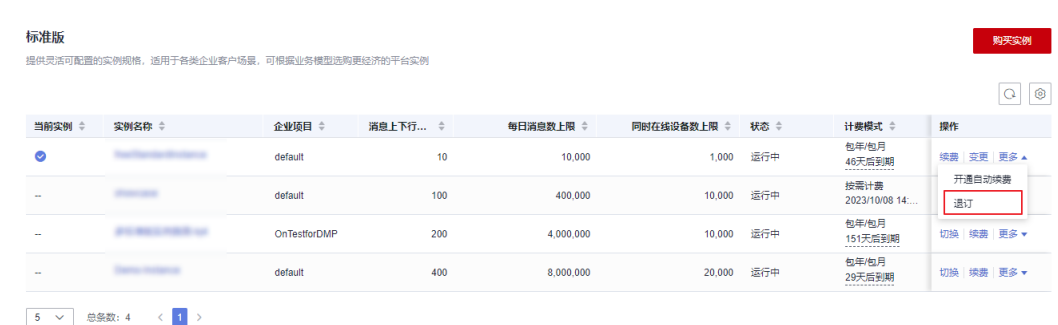 标准版
购买实例
提供灵活可配置的实例规格，适用于各类企业客户场景，可根据业务模型选购更经济的平台实例
当前实例 实例名称 企业项目 消息上下行... 每日消息数上限 同时在线设备数上限 状态 计费模式 操作
default 10 10,000 1,000 运行中 包年/包月 46天后到期 续费 变更 更多
开通自动续费
退订
-- default 100 400,000 10,000 运行中 按需计费 2023/10/08 14:...
-- OnTestforDMP 200 4,000,000 10,000 运行中 包年/包月 151天后到期 切换 续费 更多
-- default 400 8,000,000 20,000 运行中 包年/包月 29天后到期 切换 续费 更多
5 总条数：4 < 1 >